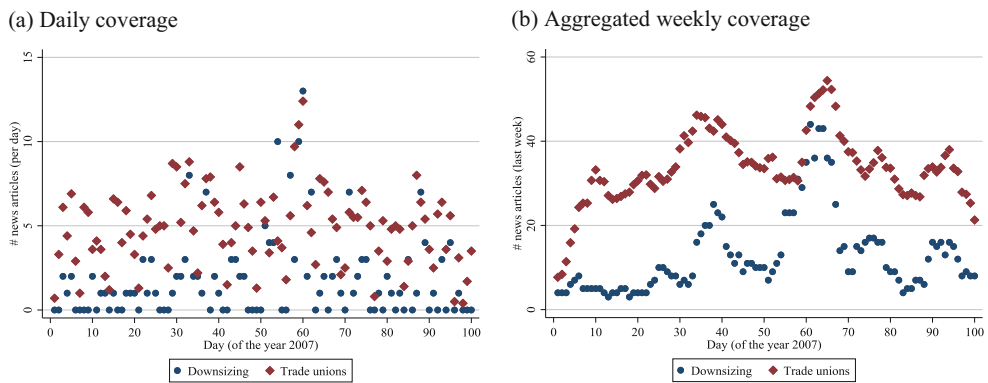 (a) Daily coverage
# news articles (per day)
15
10
5
0
0 10 20 30 40 50 60 70 80 90 100
Day (of the year 2007)
Downsizing Trade unions
(b) Aggregated weekly coverage
# news articles (last week)
60
40
20
0
0 10 20 30 40 50 60 70 80 90 100
Day (of the year 2007)
Downsizing Trade unions